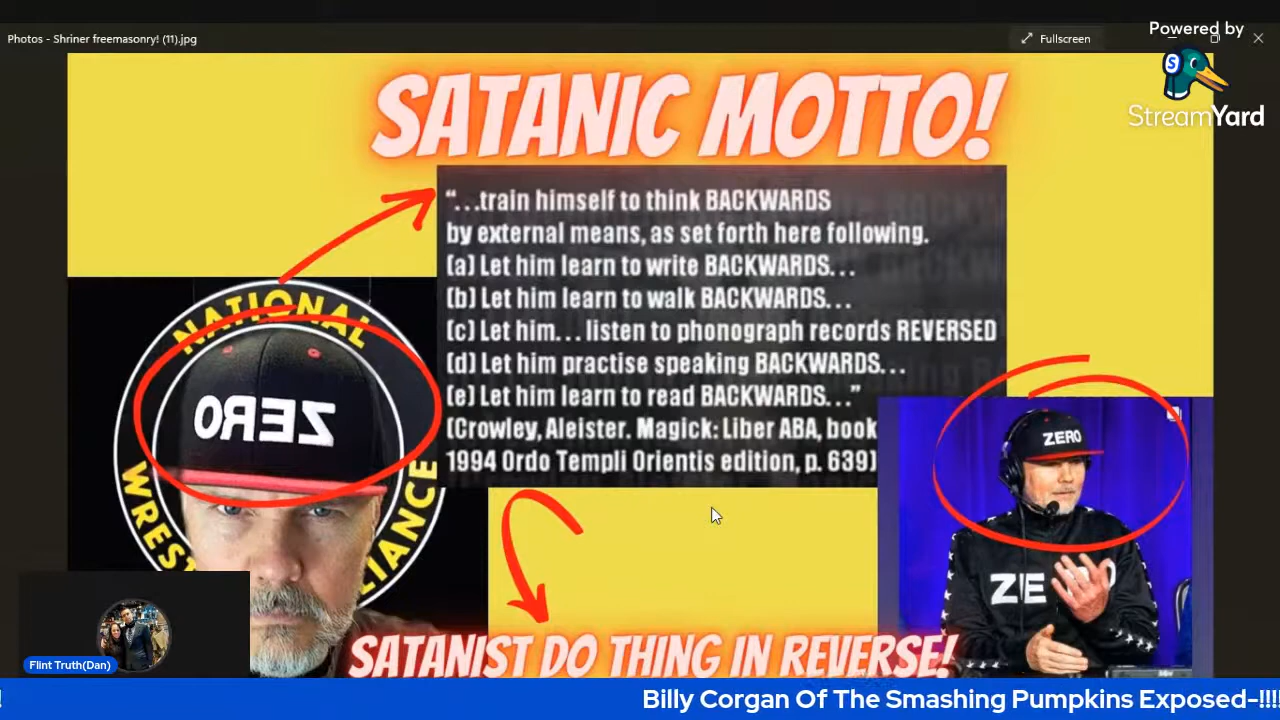 Photos - Shriner freemasonry! (11).jpg
Fullscreen
Powered by
StreamYard
SATANIC MOTTO!
“...train himself to think BACKWARDS
by external means, as set forth here following.
(a) Let him learn to write BACKWARDS...
(b) Let him learn to walk BACKWARDS...
(c) Let him... listen to phonograph records REVERSED
(d) Let him practise speaking BACKWARDS...
(e) Let him learn to read BACKWARDS...”
(Crowley, Aleister. Magick: Liber ABA, book
1994 Ordo Templi Orientis edition, p. 639)
NATIONAL
WREST
LIANCE
ZERO
ZERO
SATANIST DO THING IN REVERSE!
Flint Truth(Dan)
! Billy Corgan Of The Smashing Pumpkins Exposed-!!!!